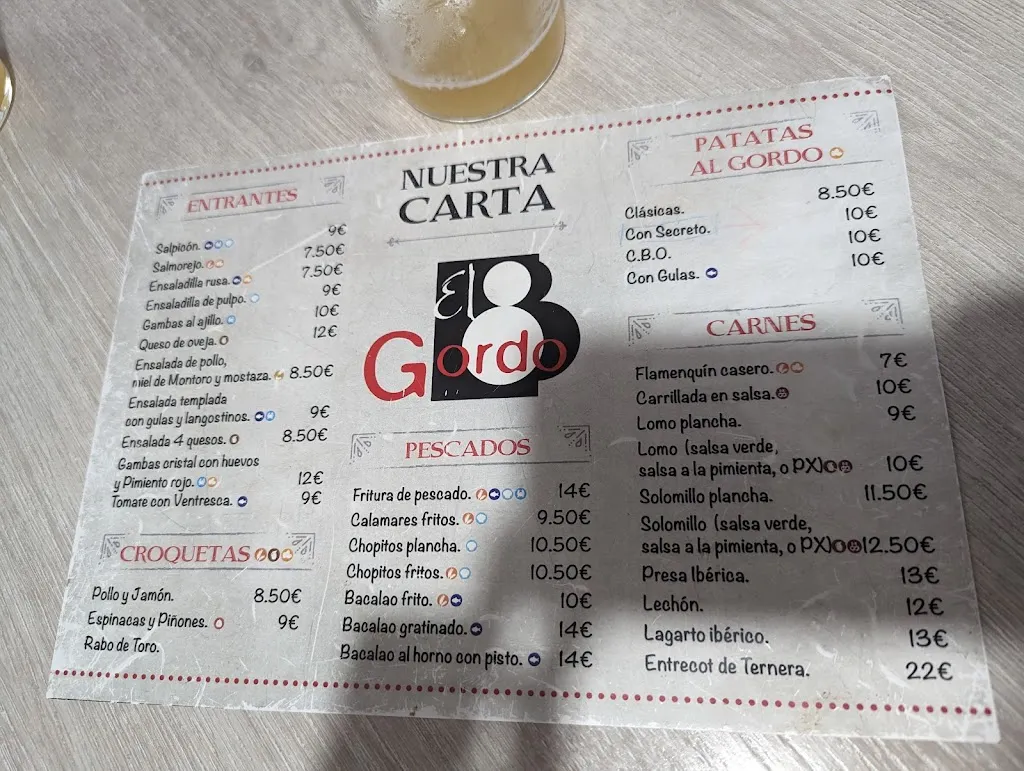 NUESTRA
CARTA
El
Gordo
ENTRANTES
Salpicón. 9€
Salmorejo. 7.50€
Ensaladilla rusa. 7.50€
Ensaladilla de pulpo. 9€
Gambas al ajillo. 10€
Queso de oveja. 12€
Ensalada de pollo,
miel de Montoro y mostaza. 8.50€
Ensalada templada
con gulas y langostinos. 9€
Ensalada 4 quesos. 8.50€
Gambas cristal con huevos
y Pimiento rojo. 12€
Tomate con Ventresca. 9€
CROQUETAS
Pollo y Jamón. 8.50€
Espinacas y Piñones. 9€
Rabo de Toro.
PESCADOS
Fritura de pescado. 14€
Calamares fritos. 9.50€
Chopitos plancha. 10.50€
Chopitos fritos. 10.50€
Bacalao frito. 10€
Bacalao gratinado. 14€
Bacalao al horno con pisto. 14€
PATATAS
AL GORDO
Clásicas. 8.50€
Con Secreto. 10€
C.B.O. 10€
Con Gulas. 10€
CARNES
Flamenquín casero. 7€
Carrillada en salsa. 10€
Lomo plancha. 9€
Lomo (salsa verde,
salsa a la pimienta, o PX) 10€
Solomillo plancha. 11.50€
Solomillo (salsa verde,
salsa a la pimienta, o PX) 12.50€
Presa Ibérica. 13€
Lechón. 12€
Lagarto ibérico. 13€
Entrecot de Ternera. 22€